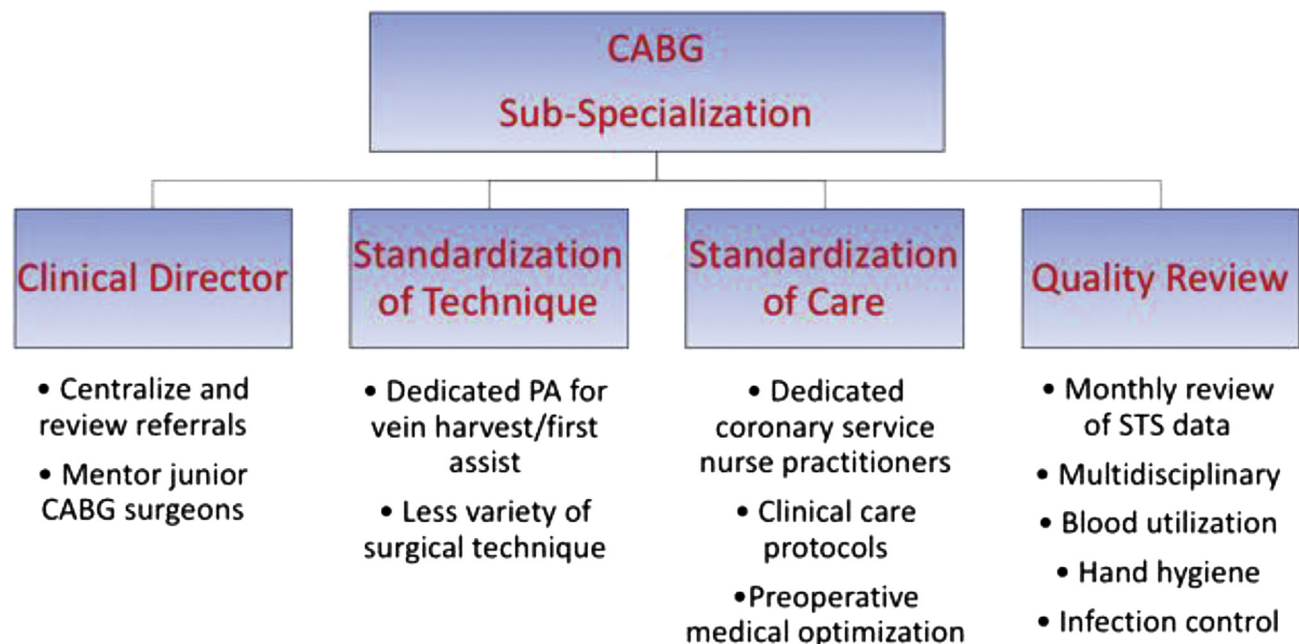 CABG
Sub-Specialization
Clinical Director
• Centralize and
review referrals
• Mentor junior
CABG surgeons
Standardization
of Technique
• Dedicated PA for
vein harvest/first
assist
• Less variety of
surgical technique
Standardization
of Care
• Dedicated
coronary service
nurse practitioners
• Clinical care
protocols
•Preoperative
medical optimization
Quality Review
• Monthly review
of STS data
• Multidisciplinary
• Blood utilization
• Hand hygiene
• Infection control